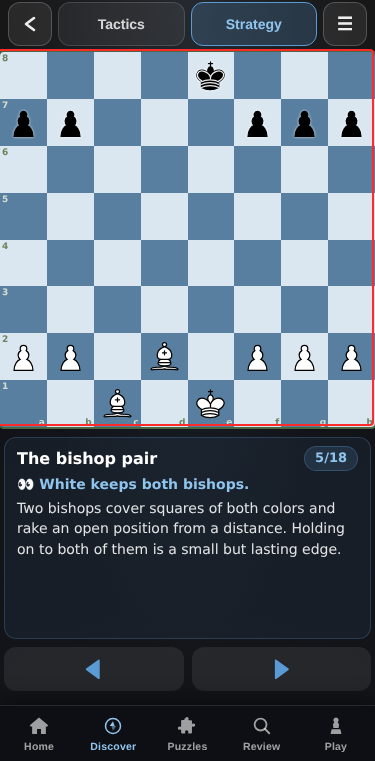 Tactics
Strategy
8
7
6
5
4
3
2
1
a
b
c
d
e
f
g
h
The bishop pair
5/18
👀 White keeps both bishops.
Two bishops cover squares of both colors and
rake an open position from a distance. Holding
on to both of them is a small but lasting edge.
Home
Discover
Puzzles
Review
Play